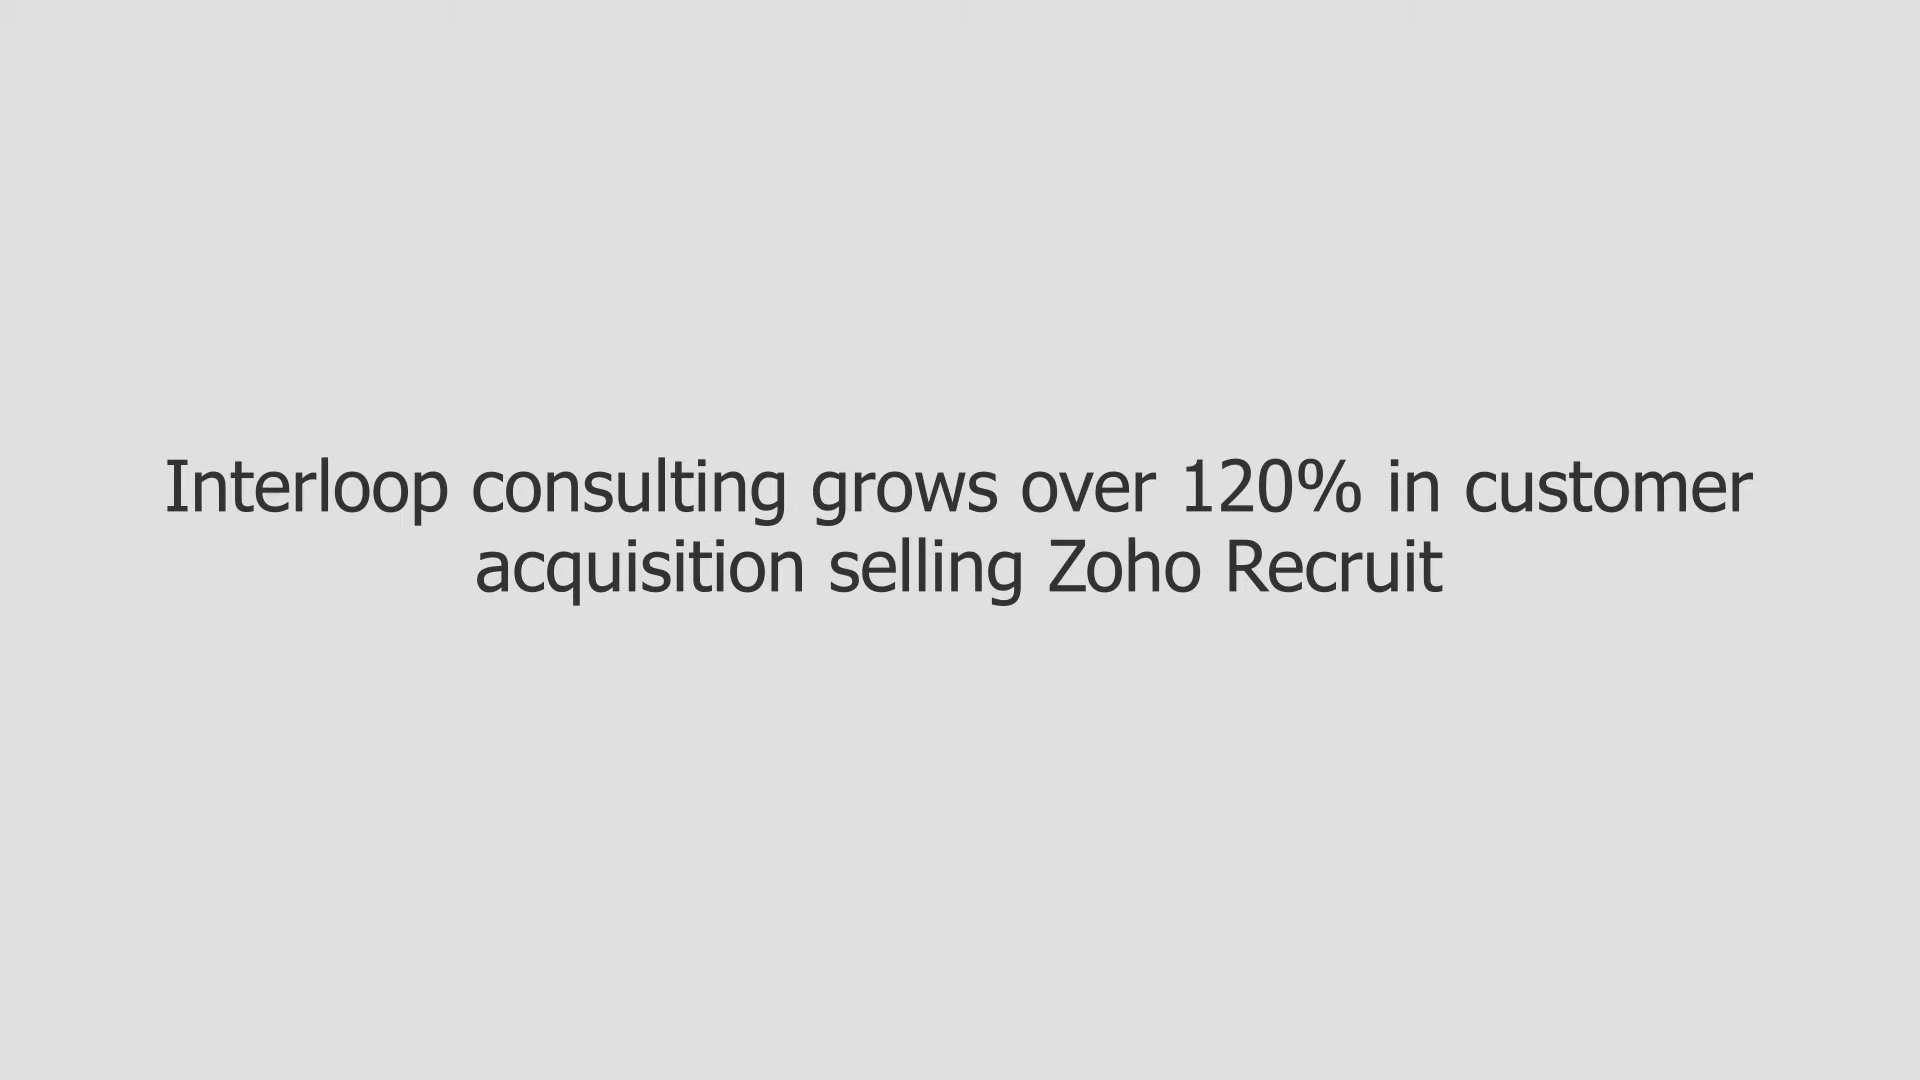 Interloop consulting grows over 120% in customer
acquisition selling Zoho Recruit